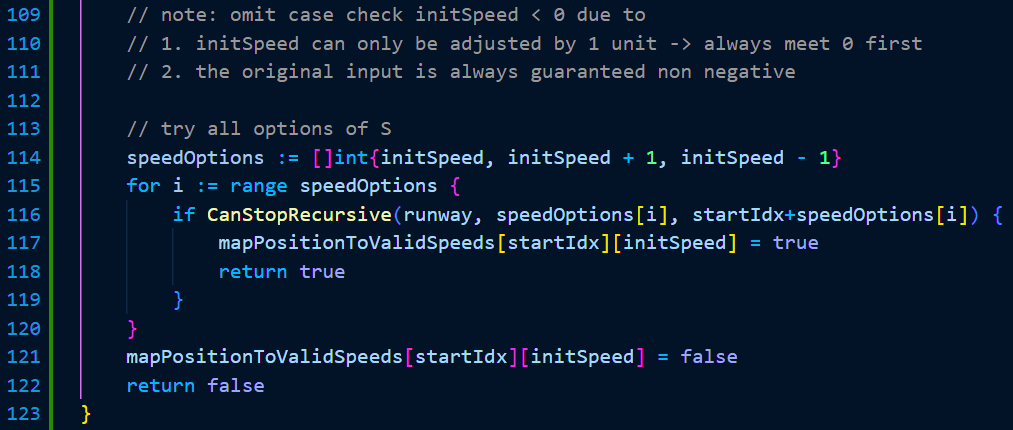 109 // note: omit case check initSpeed < 0 due to
110 // 1. initSpeed can only be adjusted by 1 unit -> always meet 0 first
111 // 2. the original input is always guaranteed non negative
112
113 // try all options of S
114 speedOptions := []int{initSpeed, initSpeed + 1, initSpeed - 1}
115 for i := range speedOptions {
116 if CanStopRecursive(runway, speedOptions[i], startIdx+speedOptions[i]) {
117 mapPositionToValidSpeeds[startIdx][initSpeed] = true
118 return true
119 }
120 }
121 mapPositionToValidSpeeds[startIdx][initSpeed] = false
122 return false
123 }